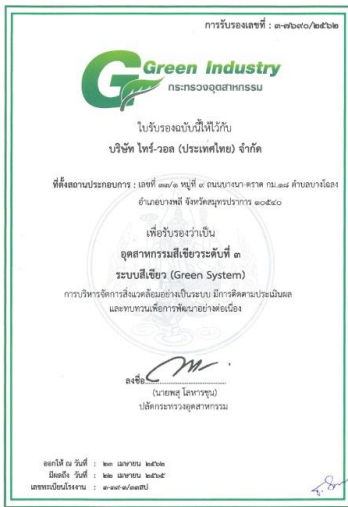 การรับรองเลขที่ : ๓-๗๖๙๐/๒๕๖๒
Green Industry
กระทรวงอุตสาหกรรม
ใบรับรองฉบับนี้ให้ไว้กับ
บริษัท ไทร์-วอล (ประเทศไทย) จำกัด
ที่ตั้งสถานประกอบการ : เลขที่ ๓๓/๑ หมู่ที่ ๙ ถนนบางนา-ตราด กม.๑๘ ตำบลบางโฉลง
อำเภอบางพลี จังหวัดสมุทรปราการ ๑๐๕๔๐
เพื่อรับรองว่าเป็น
อุตสาหกรรมสีเขียวระดับที่ ๓
ระบบสีเขียว (Green System)
การบริหารจัดการสิ่งแวดล้อมอย่างเป็นระบบ มีการติดตามประเมินผล
และทบทวนเพื่อการพัฒนาอย่างต่อเนื่อง
ลงชื่อ
(นายพสุ โลหารชุน)
ปลัดกระทรวงอุตสาหกรรม
ออกให้ ณ วันที่ : ๒๓ เมษายน ๒๕๖๒
มีผลถึง วันที่ : ๒๒ เมษายน ๒๕๖๕
เลขทะเบียนโรงงาน :